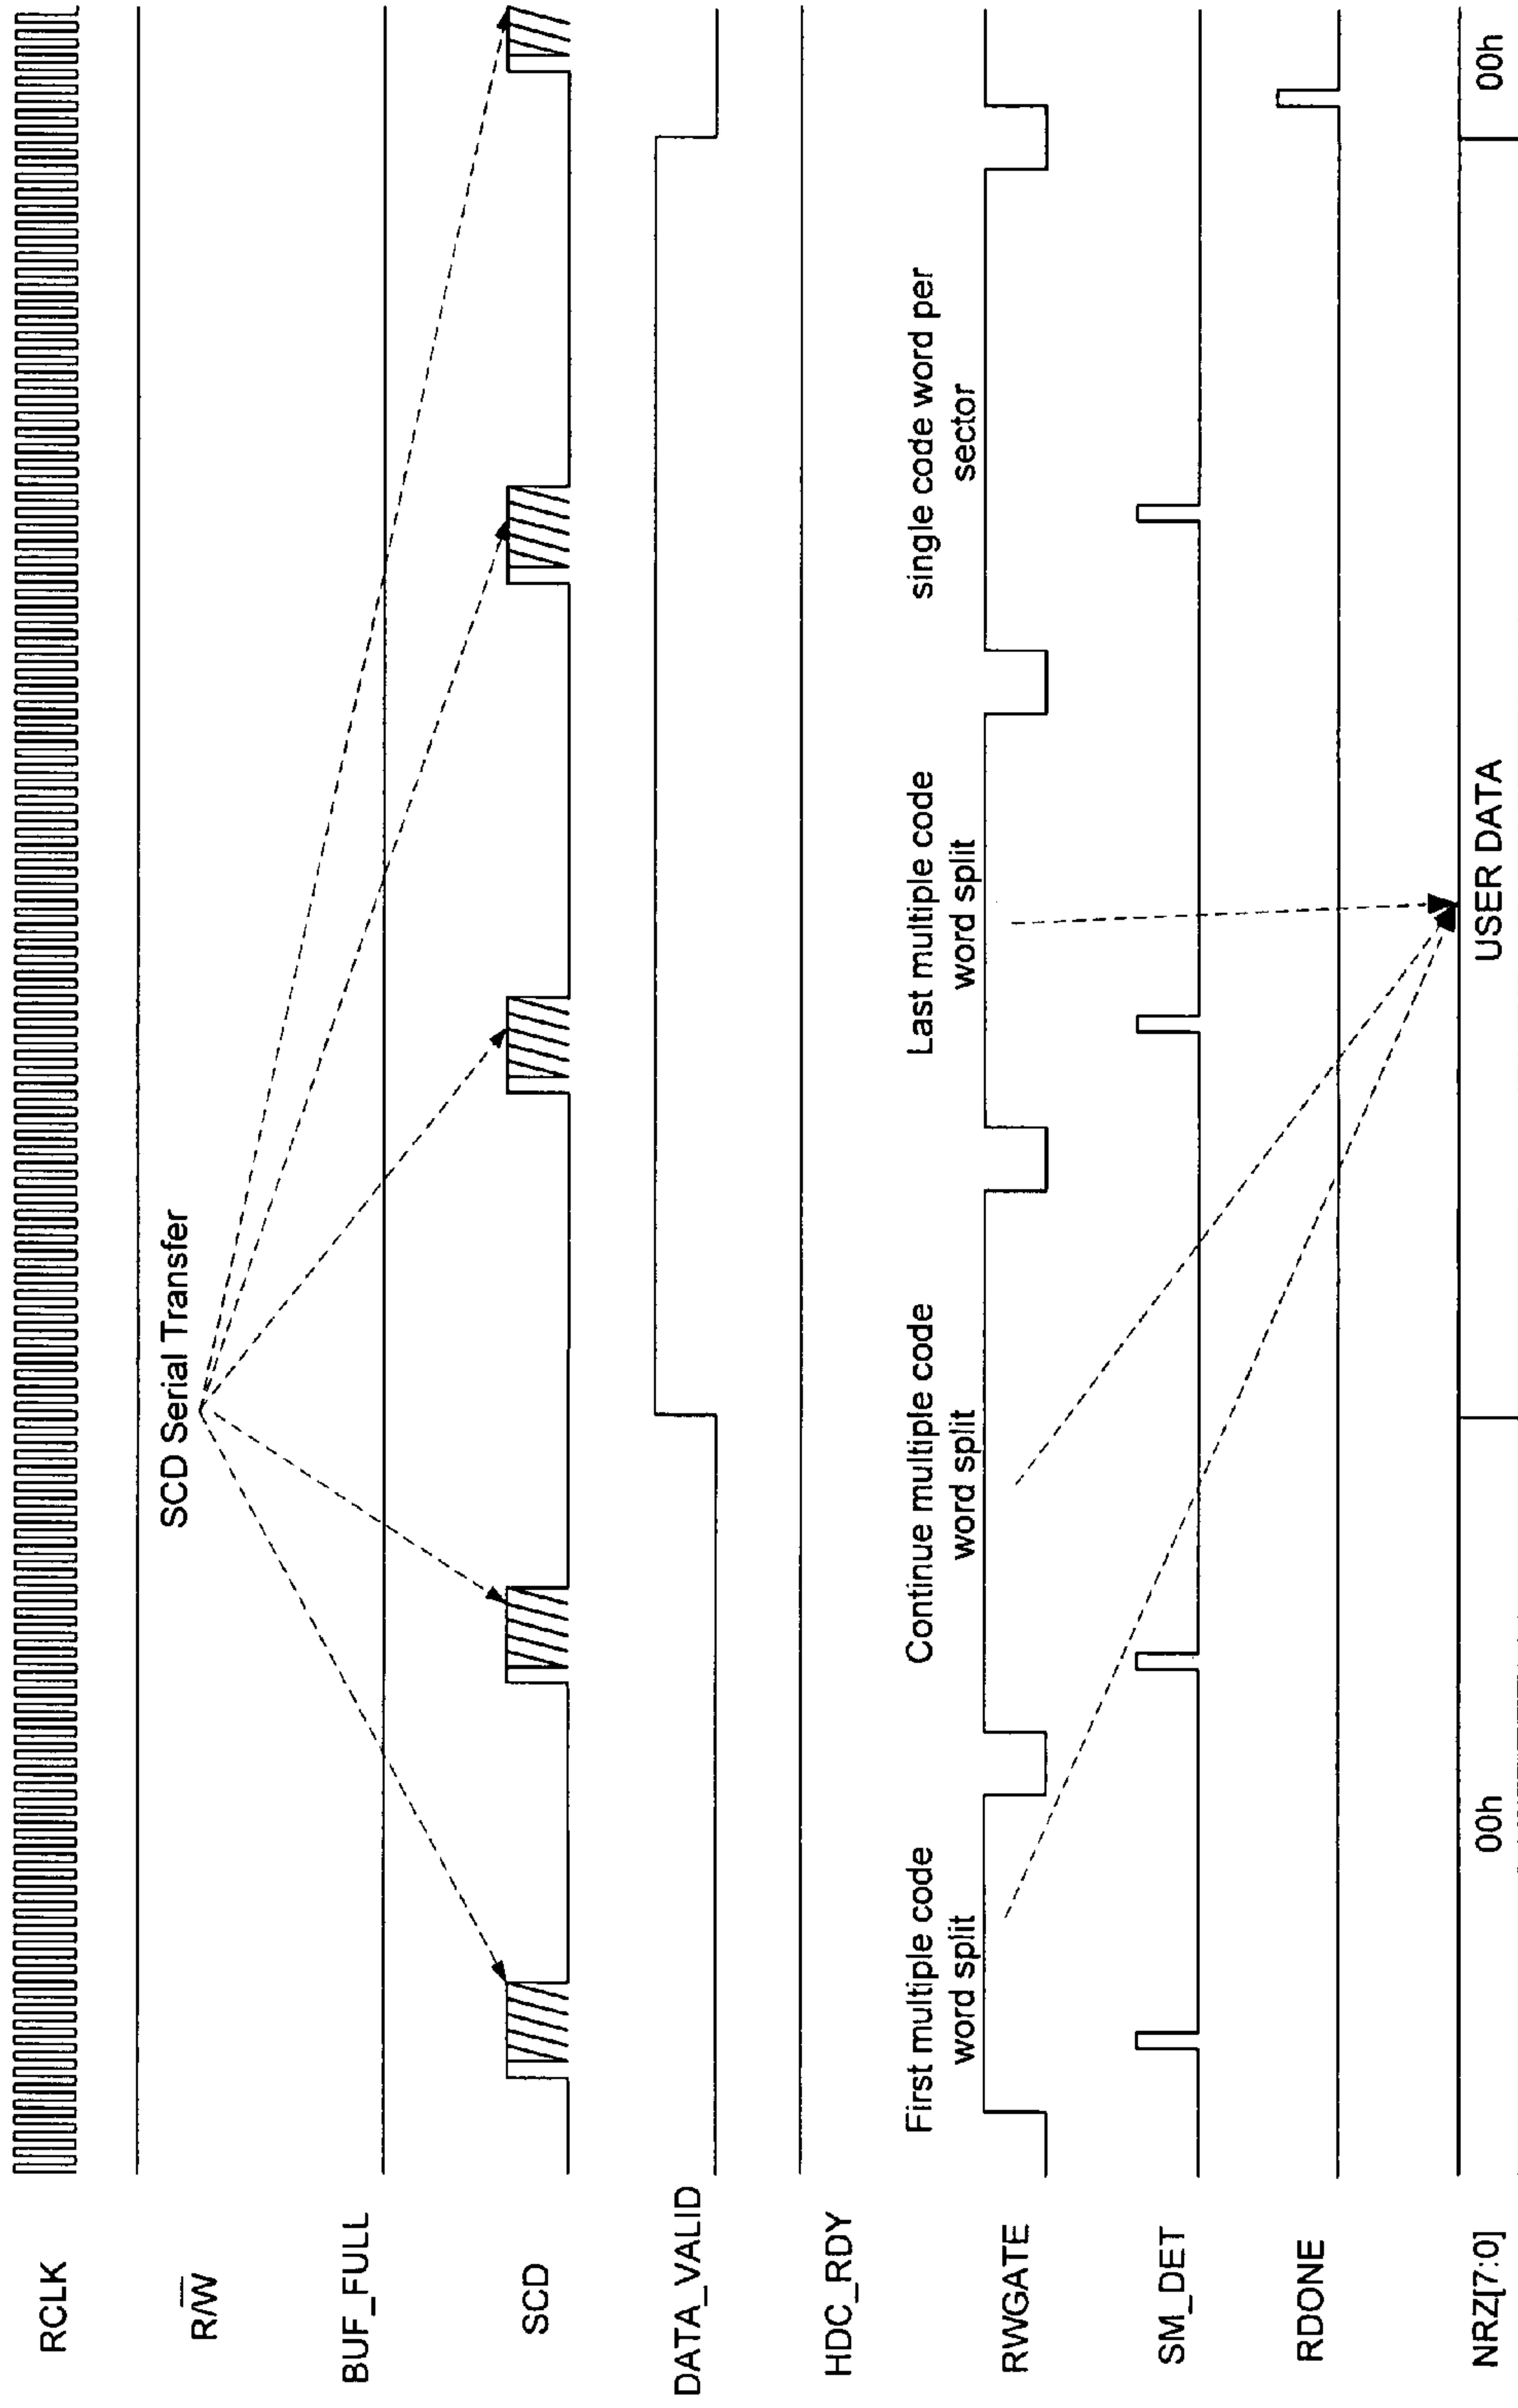 RCLK
R/W̅
SCD Serial Transfer
BUF_FULL
SCD
DATA_VALID
HDC_RDY
First multiple code
word split
Continue multiple code
word split
Last multiple code
word split
single code word per
sector
RWGATE
SM_DET
RDONE
NRZ[7:0]
00h
USER DATA
00h